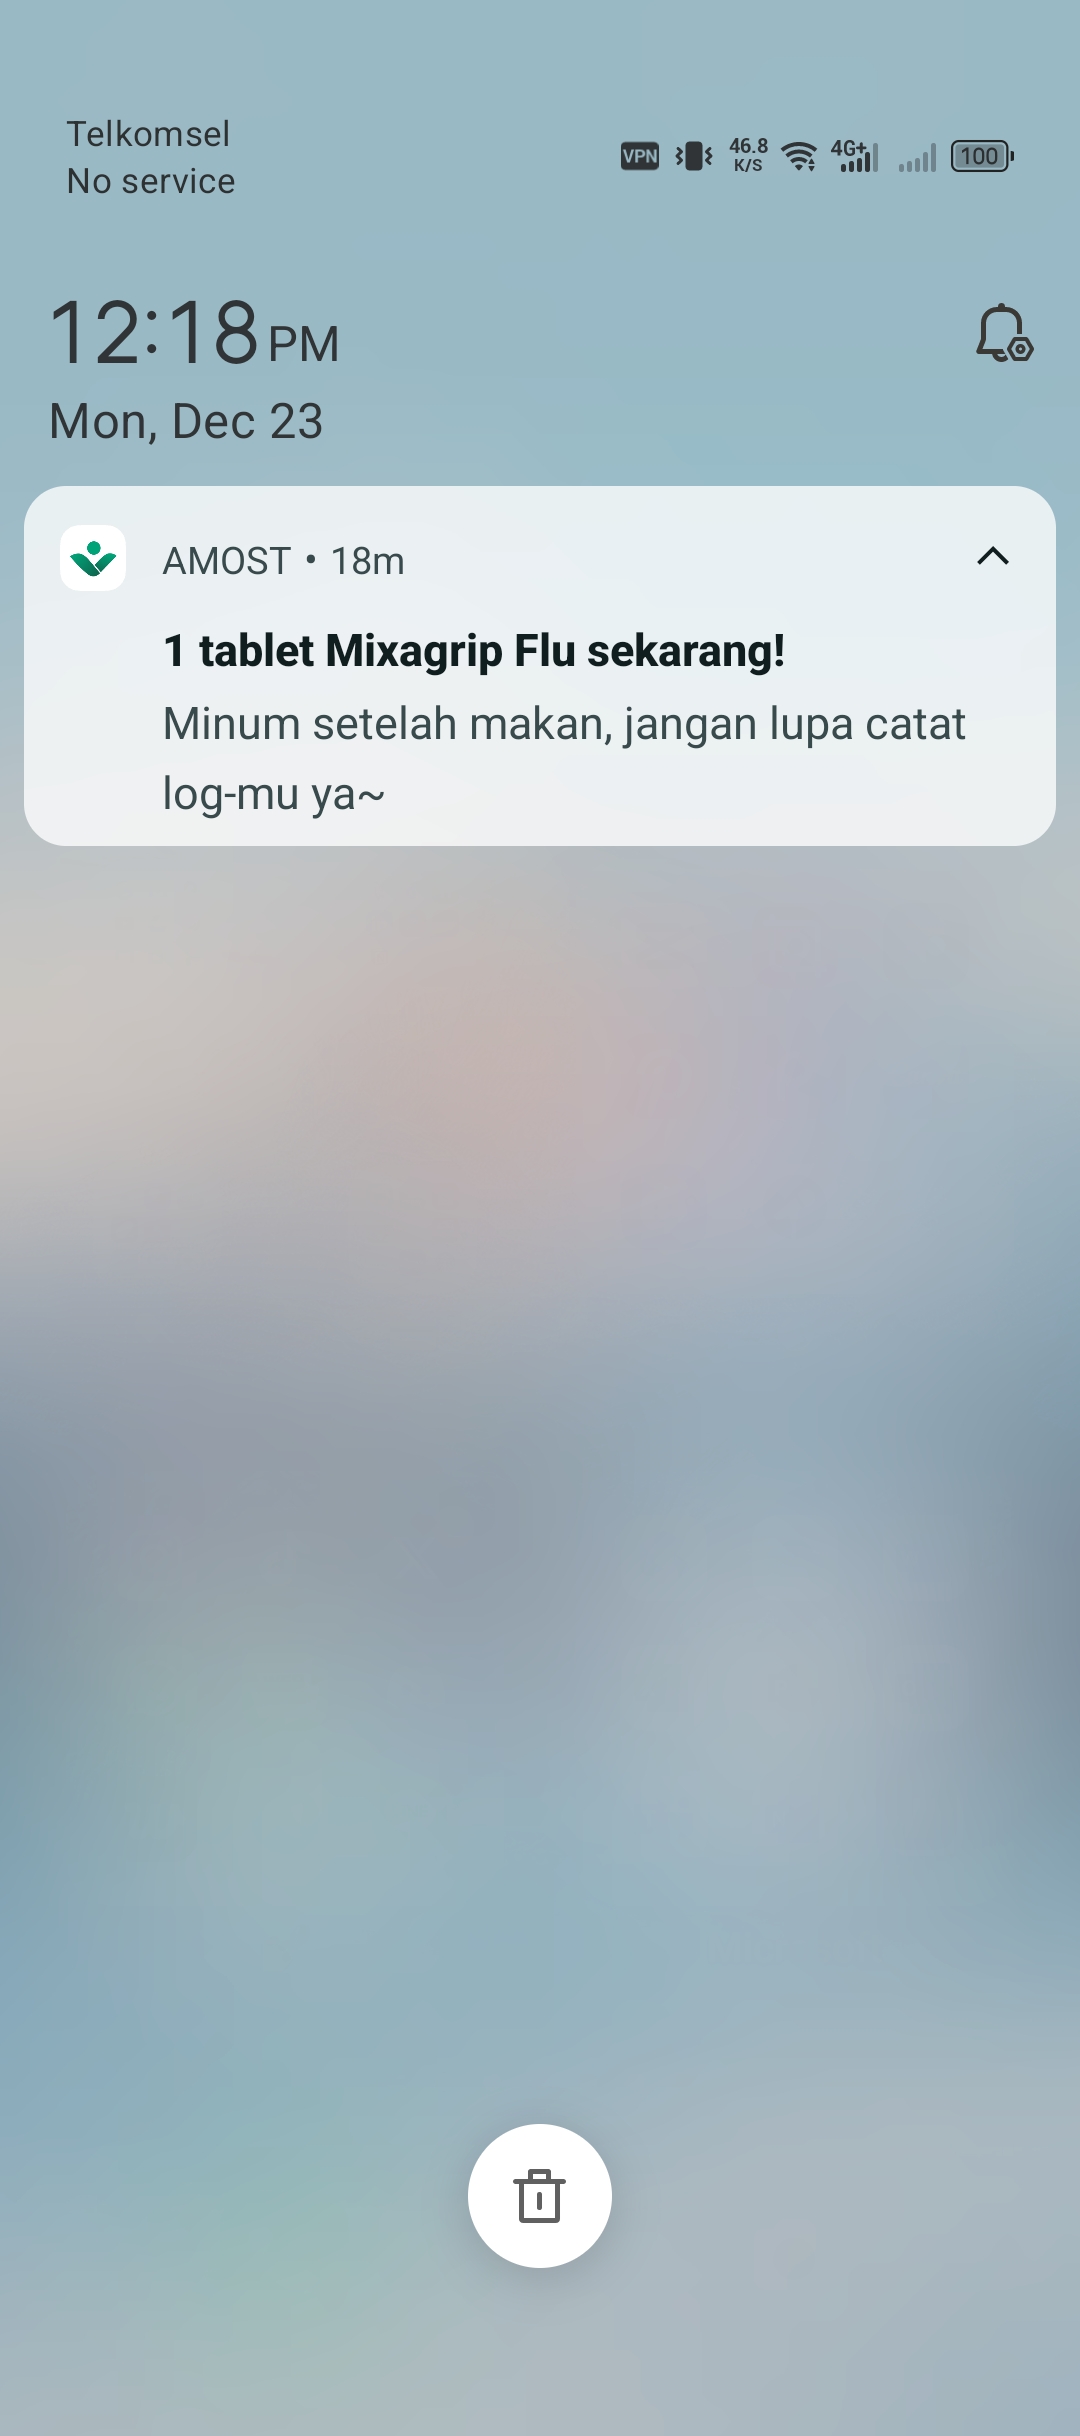 Telkomsel
No service
VPN
46.8
K/S
4G+
100
12:18 PM
Mon, Dec 23
AMOST • 18m
1 tablet Mixagrip Flu sekarang!
Minum setelah makan, jangan lupa catat
log-mu ya~